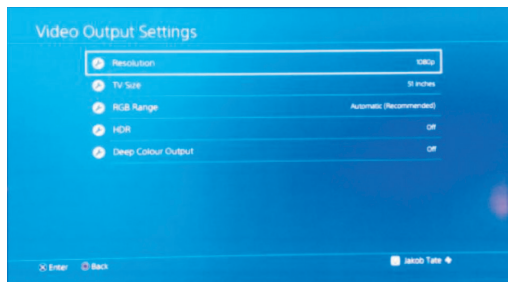 Video Output Settings
Resolution 1080p
TV Size 51 inches
RGB Range Automatic (Recommended)
HDR Off
Deep Colour Output Off
Enter Back Jakob Tate